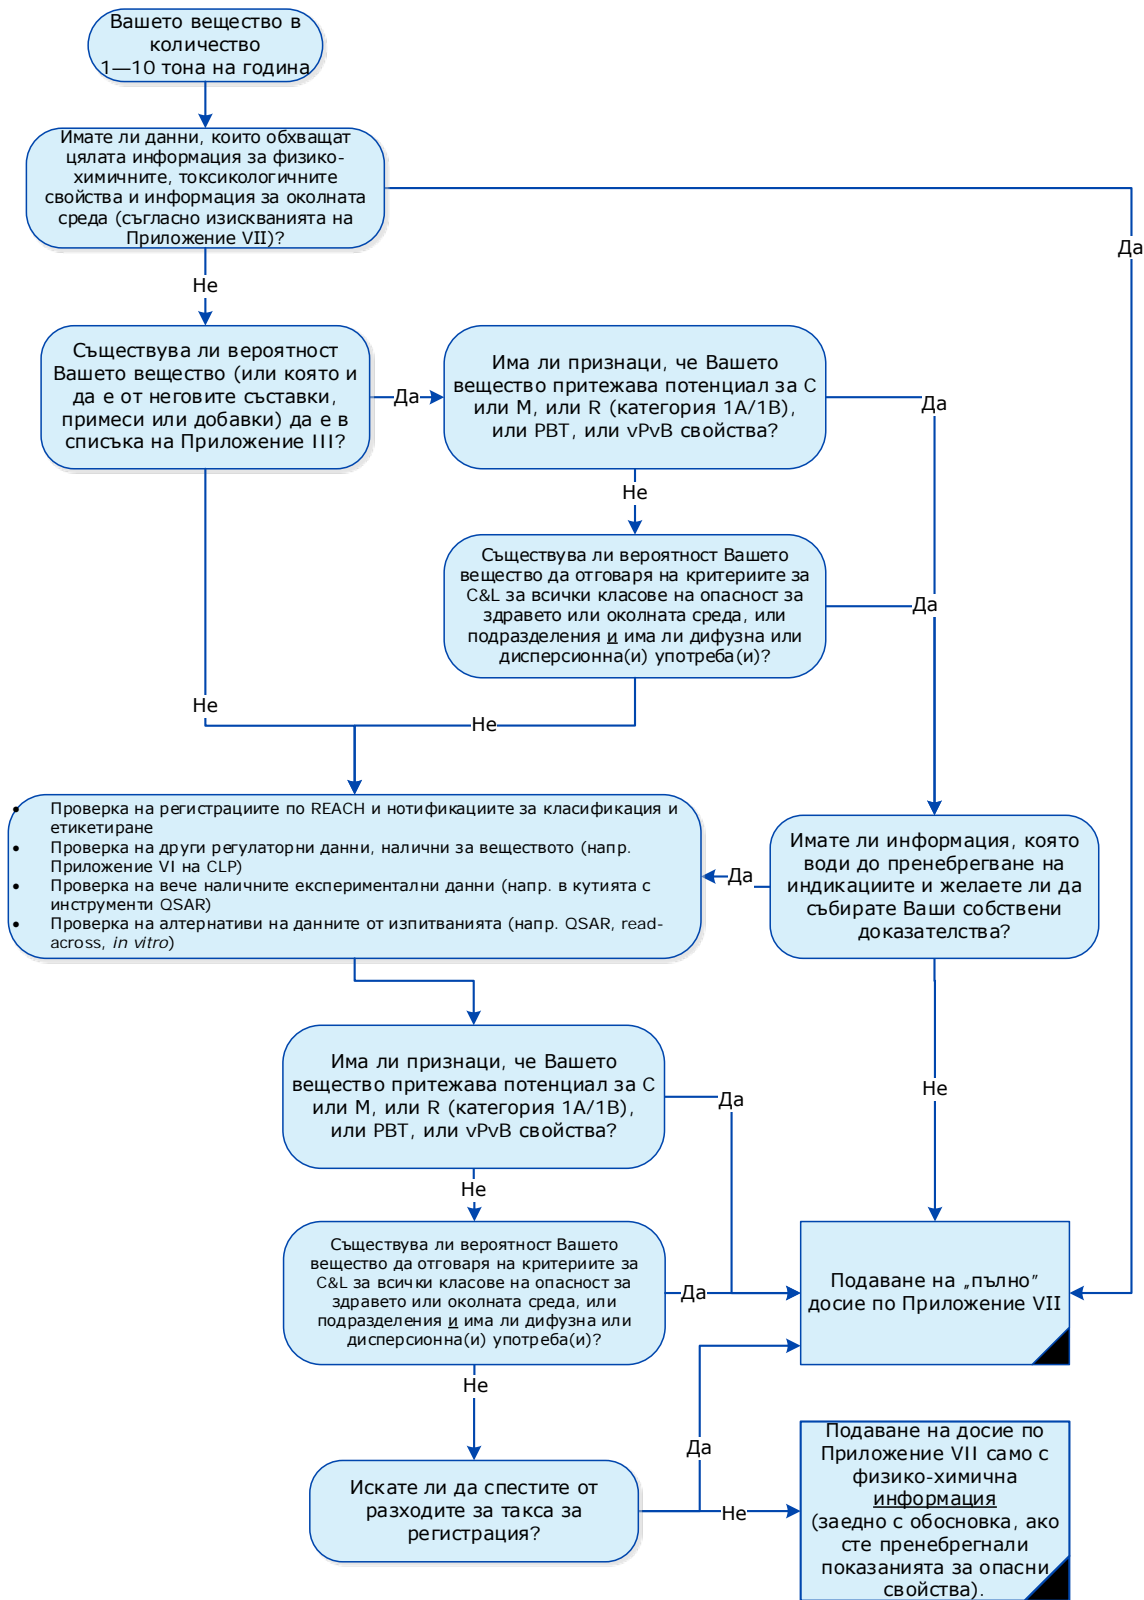 Вашето вещество в
количество
1—10 тона на година
Имате ли данни, които обхващат
цялата информация за физико-
химичните, токсикологичните
свойства и информация за околната
среда (съгласно изискванията на
Приложение VII)?
Да
Не
Съществува ли вероятност
Вашето вещество (или която и
да е от неговите съставки,
примеси или добавки) да е в
списъка на Приложение III?
Да
Има ли признаци, че Вашето
вещество притежава потенциал за C
или M, или R (категория 1A/1B),
или PBT, или vPvB свойства?
Да
Не
Съществува ли вероятност Вашето
вещество да отговаря на критериите за
C&L за всички класове на опасност за
здравето или околната среда, или
подразделения и има ли дифузна или
дисперсионна(и) употреба(и)?
Да
Не
Не
• Проверка на регистрациите по REACH и нотификациите за класификация и
етикетиране
• Проверка на други регулаторни данни, налични за веществото (напр.
Приложение VI на CLP)
• Проверка на вече наличните експериментални данни (напр. в кутията с
инструменти QSAR)
• Проверка на алтернативи на данните от изпитванията (напр. QSAR, read-
across, in vitro)
Да
Имате ли информация, която
води до пренебрегване на
индикациите и желаете ли да
събирате Ваши собствени
доказателства?
Не
Има ли признаци, че Вашето
вещество притежава потенциал за C
или M, или R (категория 1A/1B),
или PBT, или vPvB свойства?
Да
Не
Съществува ли вероятност Вашето
вещество да отговаря на критериите за
C&L за всички класове на опасност за
здравето или околната среда, или
подразделения и има ли дифузна или
дисперсионна(и) употреба(и)?
Да
Подаване на „пълно”
досие по Приложение VII
Не
Искате ли да спестите от
разходите за такса за
регистрация?
Да
Не
Подаване на досие по
Приложение VII само с
физико-химична
информация
(заедно с обосновка, ако
сте пренебрегнали
показанията за опасни
свойства).